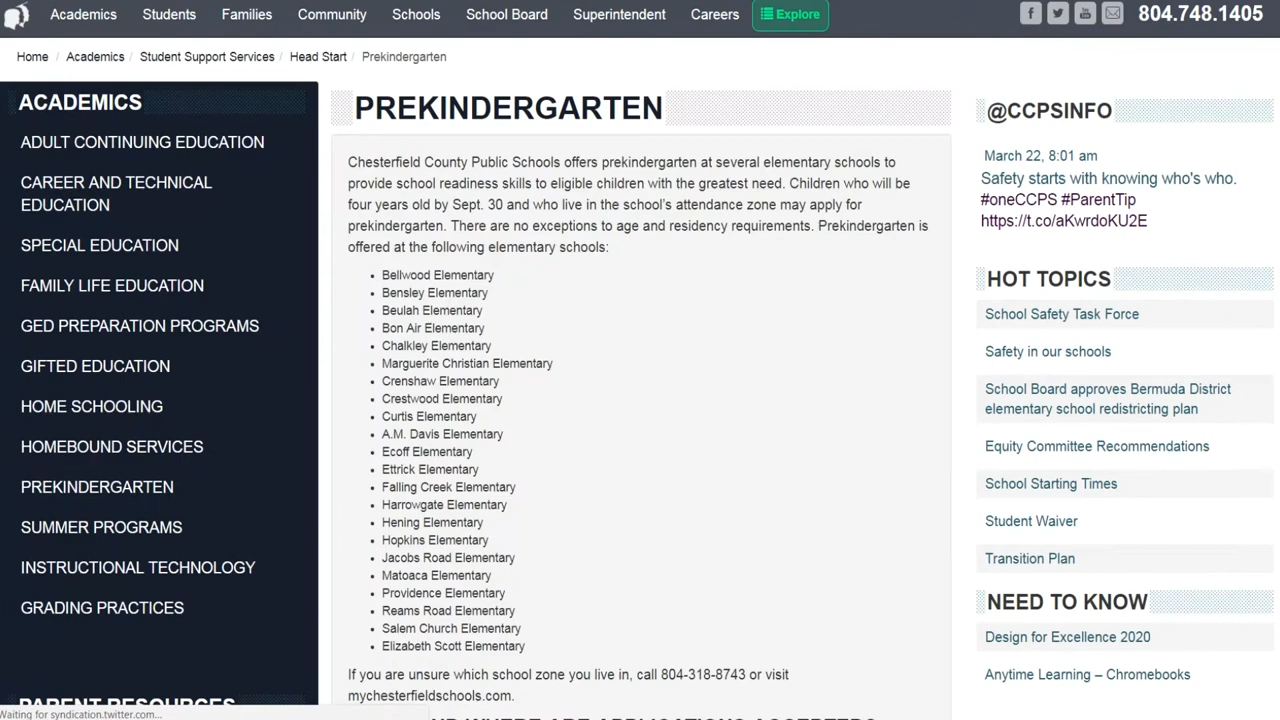 Academics Students Families Community Schools School Board Superintendent Careers Explore 804.748.1405
Home / Academics / Student Support Services / Head Start / Prekindergarten
ACADEMICS
ADULT CONTINUING EDUCATION
CAREER AND TECHNICAL
EDUCATION
SPECIAL EDUCATION
FAMILY LIFE EDUCATION
GED PREPARATION PROGRAMS
GIFTED EDUCATION
HOME SCHOOLING
HOMEBOUND SERVICES
PREKINDERGARTEN
SUMMER PROGRAMS
INSTRUCTIONAL TECHNOLOGY
GRADING PRACTICES
PARENT RESOURCES
Waiting for syndication.twitter.com...
PREKINDERGARTEN
Chesterfield County Public Schools offers prekindergarten at several elementary schools to
provide school readiness skills to eligible children with the greatest need. Children who will be
four years old by Sept. 30 and who live in the school's attendance zone may apply for
prekindergarten. There are no exceptions to age and residency requirements. Prekindergarten is
offered at the following elementary schools:
• Bellwood Elementary
• Bensley Elementary
• Beulah Elementary
• Bon Air Elementary
• Chalkley Elementary
• Marguerite Christian Elementary
• Crenshaw Elementary
• Crestwood Elementary
• Curtis Elementary
• A.M. Davis Elementary
• Ecoff Elementary
• Ettrick Elementary
• Falling Creek Elementary
• Harrowgate Elementary
• Hening Elementary
• Hopkins Elementary
• Jacobs Road Elementary
• Matoaca Elementary
• Providence Elementary
• Reams Road Elementary
• Salem Church Elementary
• Elizabeth Scott Elementary
If you are unsure which school zone you live in, call 804-318-8743 or visit
mychesterfieldschools.com.
WHERE ARE APPLICATIONS ACCEPTED?
@CCPSINFO
March 22, 8:01 am
Safety starts with knowing who's who.
#oneCCPS #ParentTip
https://t.co/aKwrdoKU2E
HOT TOPICS
School Safety Task Force
Safety in our schools
School Board approves Bermuda District
elementary school redistricting plan
Equity Committee Recommendations
School Starting Times
Student Waiver
Transition Plan
NEED TO KNOW
Design for Excellence 2020
Anytime Learning – Chromebooks